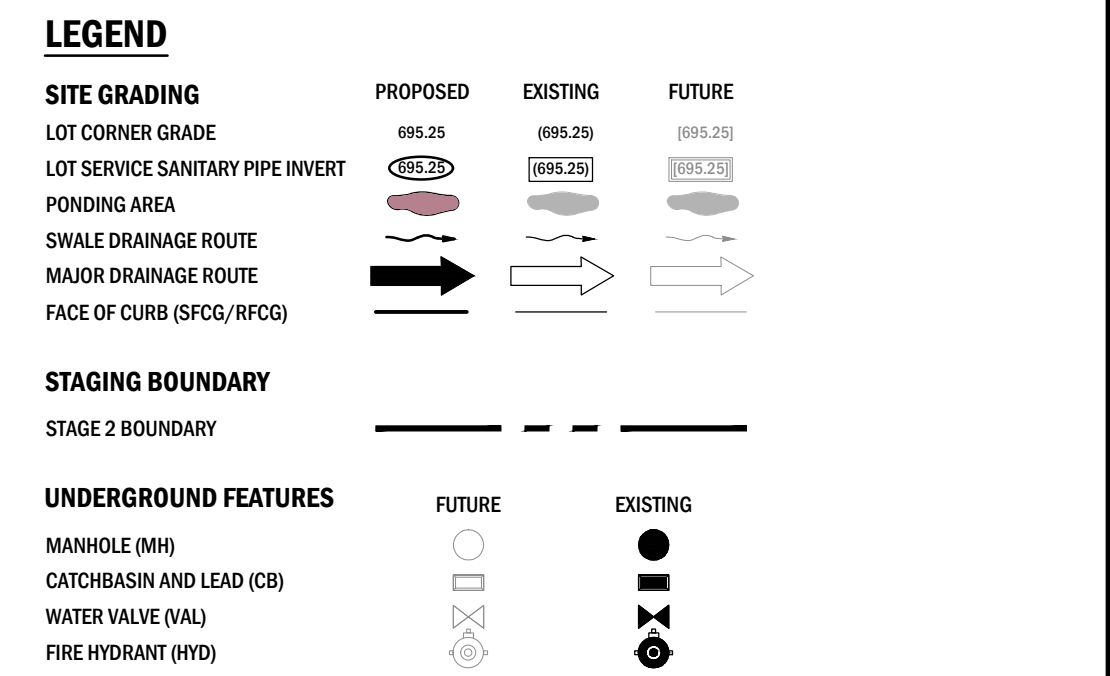 LEGEND
SITE GRADING PROPOSED EXISTING FUTURE
LOT CORNER GRADE 695.25 (695.25) [695.25]
LOT SERVICE SANITARY PIPE INVERT 695.25 (695.25) [695.25]
PONDING AREA
SWALE DRAINAGE ROUTE
MAJOR DRAINAGE ROUTE
FACE OF CURB (SFCG/RFCG)
STAGING BOUNDARY
STAGE 2 BOUNDARY
UNDERGROUND FEATURES FUTURE EXISTING
MANHOLE (MH)
CATCHBASIN AND LEAD (CB)
WATER VALVE (VAL)
FIRE HYDRANT (HYD)